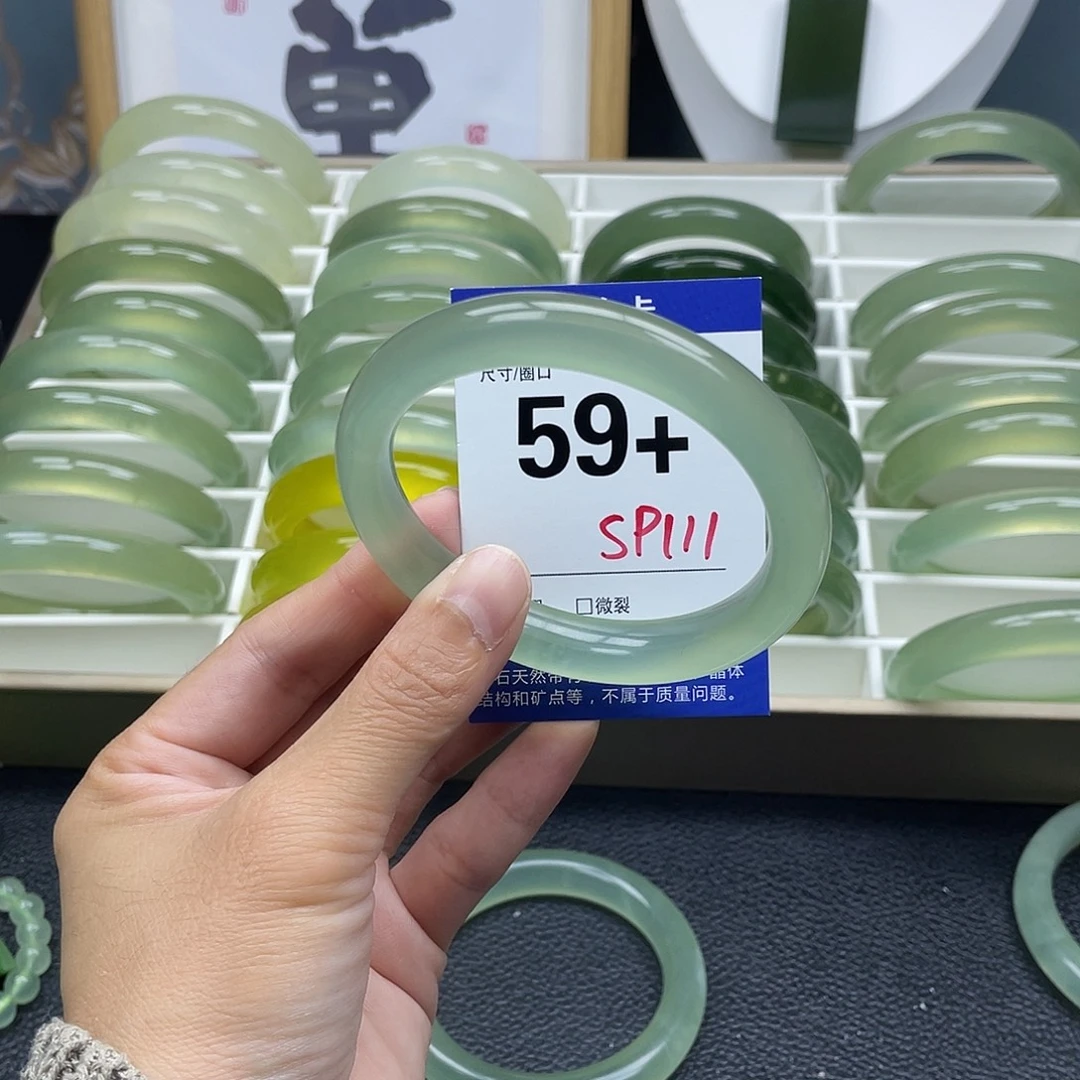 卡
尺寸/圈口
59+
SP111
微裂
石天然带有
晶体
结构和矿点等，不属于质量问题。